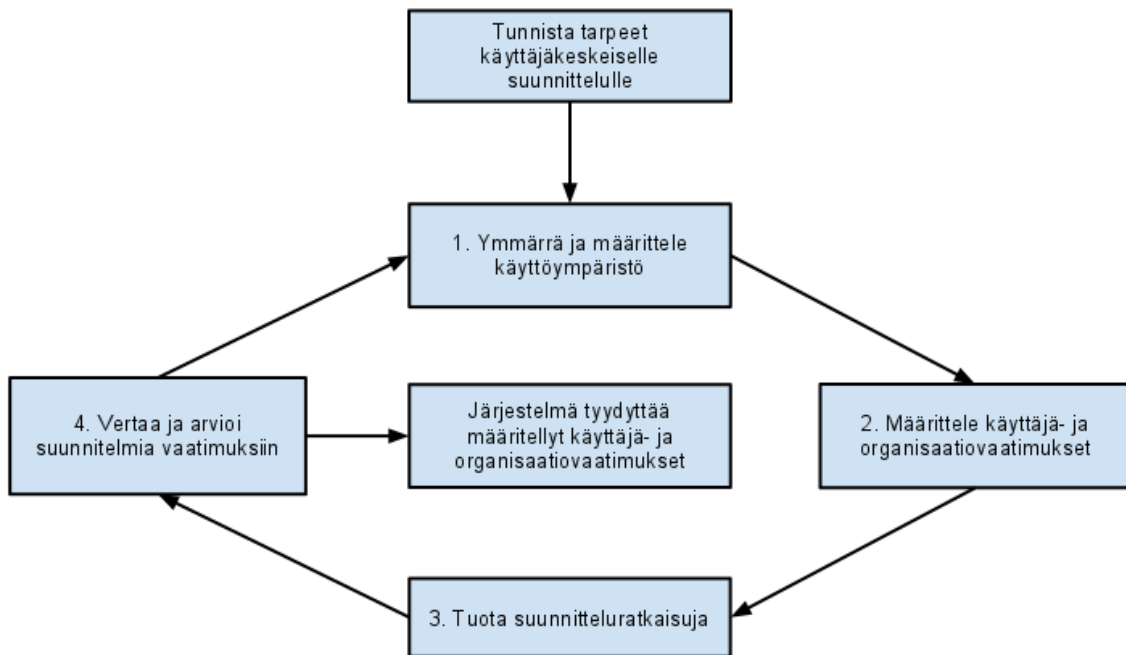 Tunnista tarpeet
käyttäjäkeskeiselle
suunnittelulle
1. Ymmärrä ja määrittele
käyttöympäristö
4. Vertaa ja arvioi
suunnitelmia vaatimuksiin
Järjestelmä tyydyttää
määritellyt käyttäjä- ja
organisaatiovaatimukset
2. Määrittele käyttäjä- ja
organisaatiovaatimukset
3. Tuota suunnitteluratkaisuja